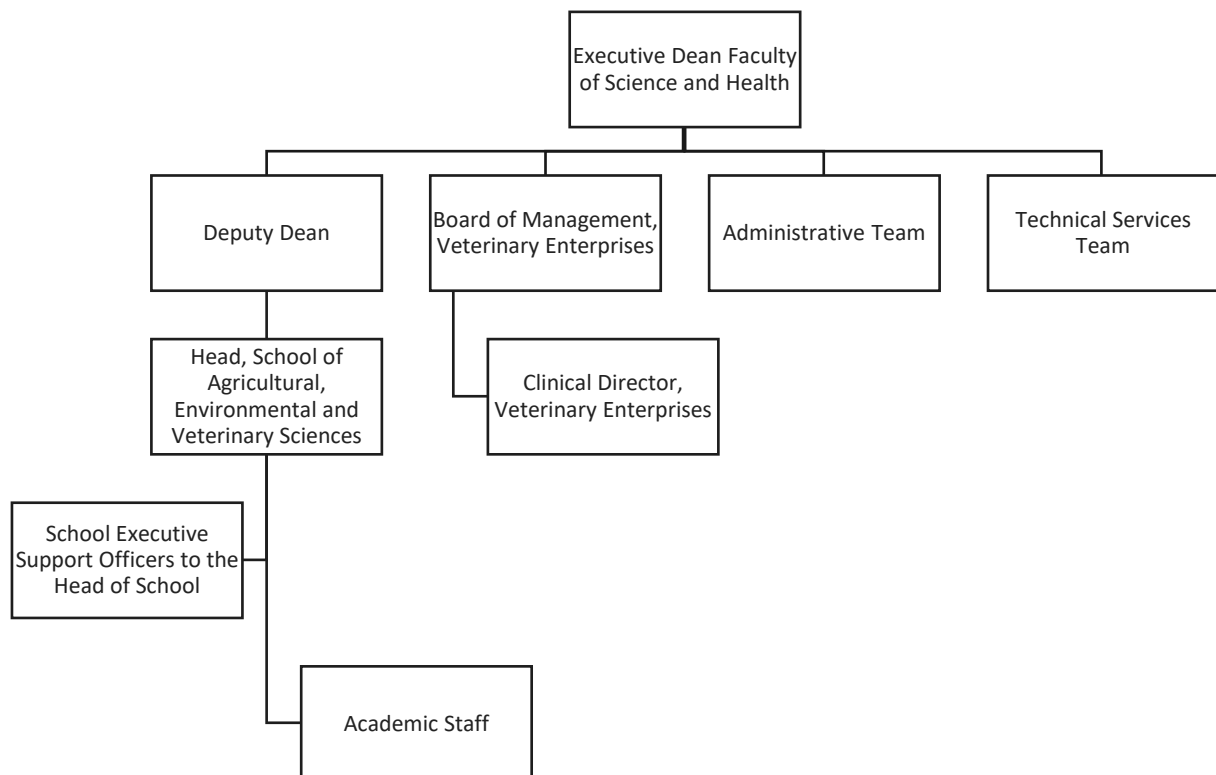 Executive Dean Faculty
of Science and Health
Deputy Dean
Board of Management,
Veterinary Enterprises
Administrative Team
Technical Services
Team
Head, School of
Agricultural,
Environmental and
Veterinary Sciences
Clinical Director,
Veterinary Enterprises
School Executive
Support Officers to the
Head of School
Academic Staff